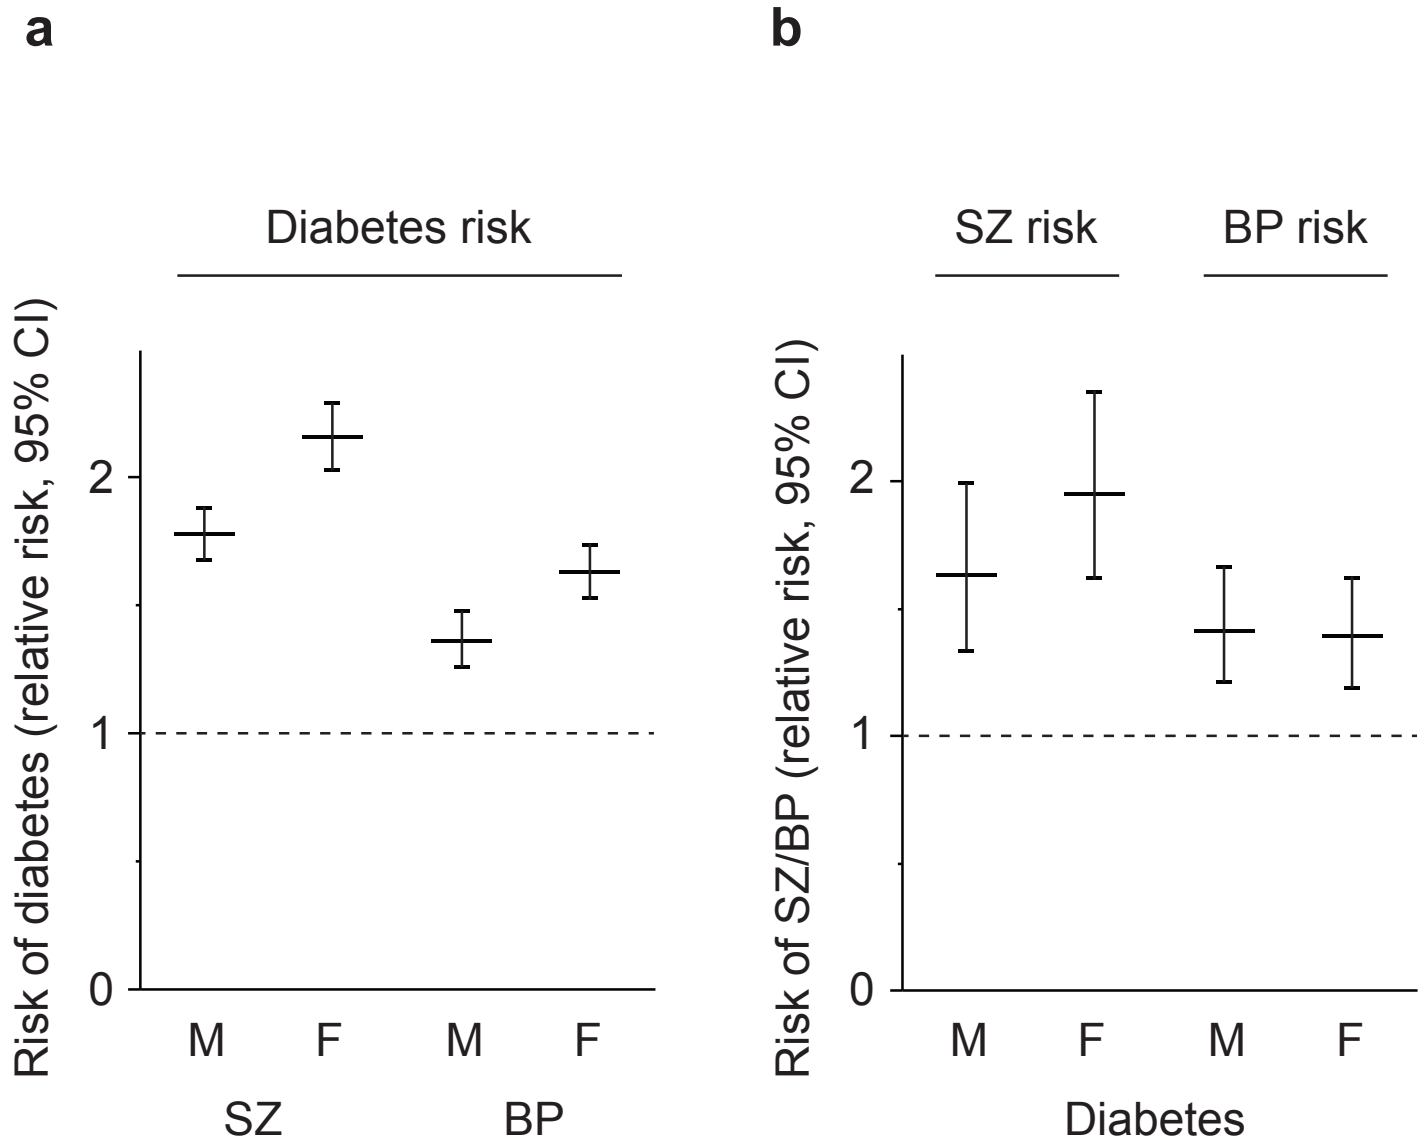 a
Diabetes risk
Risk of diabetes (relative risk, 95% CI)
2
1
0
M F M F
SZ BP
b
SZ risk BP risk
Risk of SZ/BP (relative risk, 95% CI)
2
1
0
M F M F
Diabetes